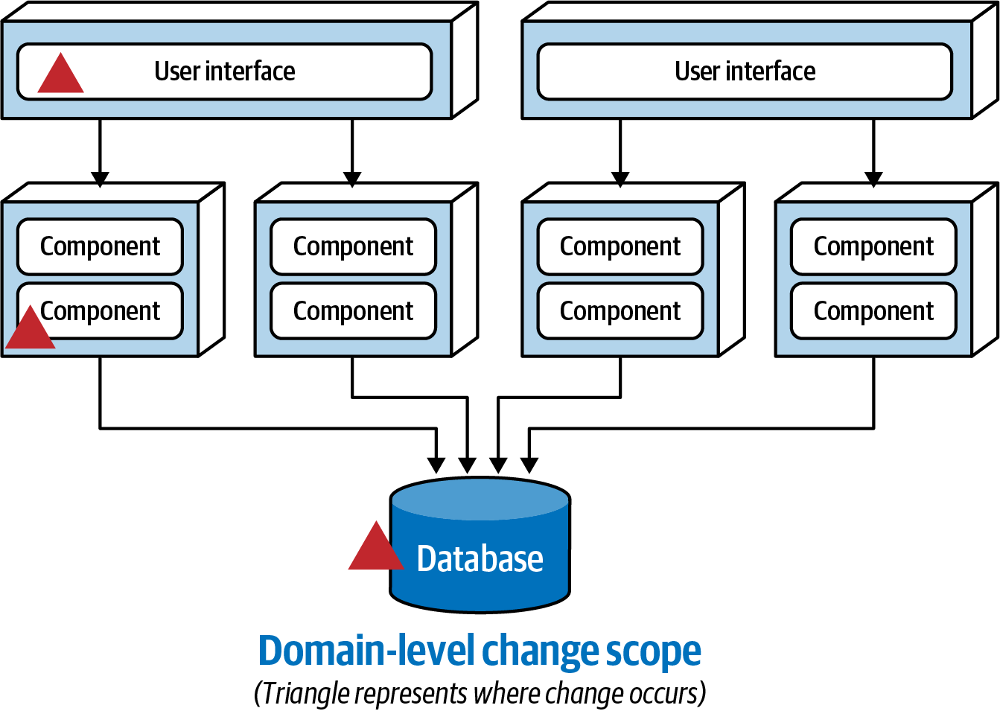 User interface
User interface
Component
Component
Component
Component
Component
Component
Component
Component
Database
Domain-level change scope
(Triangle represents where change occurs)